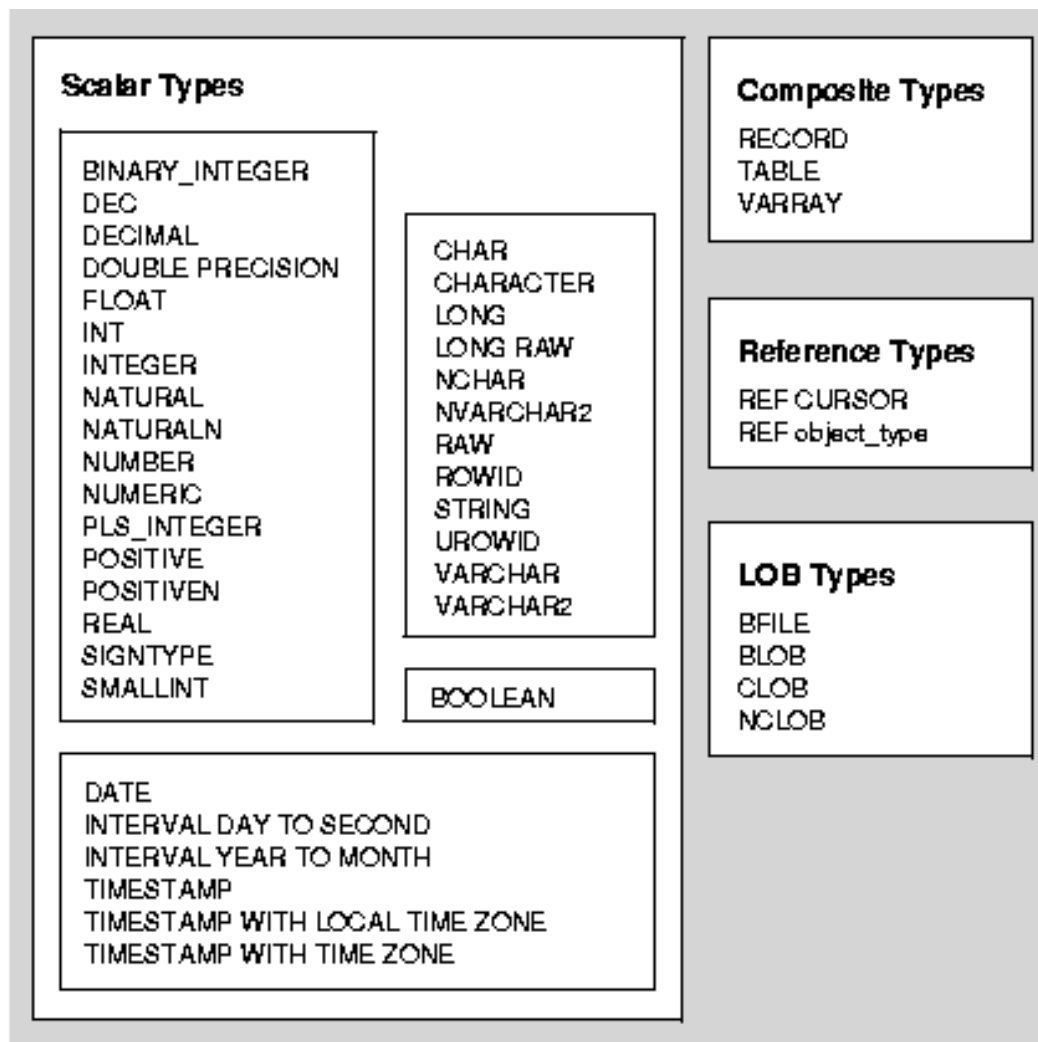 Scalar Types
BINARY_INTEGER
DEC
DECIMAL
DOUBLE PRECISION
FLOAT
INT
INTEGER
NATURAL
NATURALN
NUMBER
NUMERIC
PLS_INTEGER
POSITIVE
POSITIVEN
REAL
SIGNTYPE
SMALLINT
CHAR
CHARACTER
LONG
LONG RAW
NCHAR
NVARCHAR2
RAW
ROWID
STRING
UROWID
VARCHAR
VARCHAR2
BOOLEAN
DATE
INTERVAL DAY TO SECOND
INTERVAL YEAR TO MONTH
TIMESTAMP
TIMESTAMP WITH LOCAL TIME ZONE
TIMESTAMP WITH TIME ZONE
Composite Types
RECORD
TABLE
VARRAY
Reference Types
REF CURSOR
REF object_type
LOB Types
BFILE
BLOB
CLOB
NCLOB